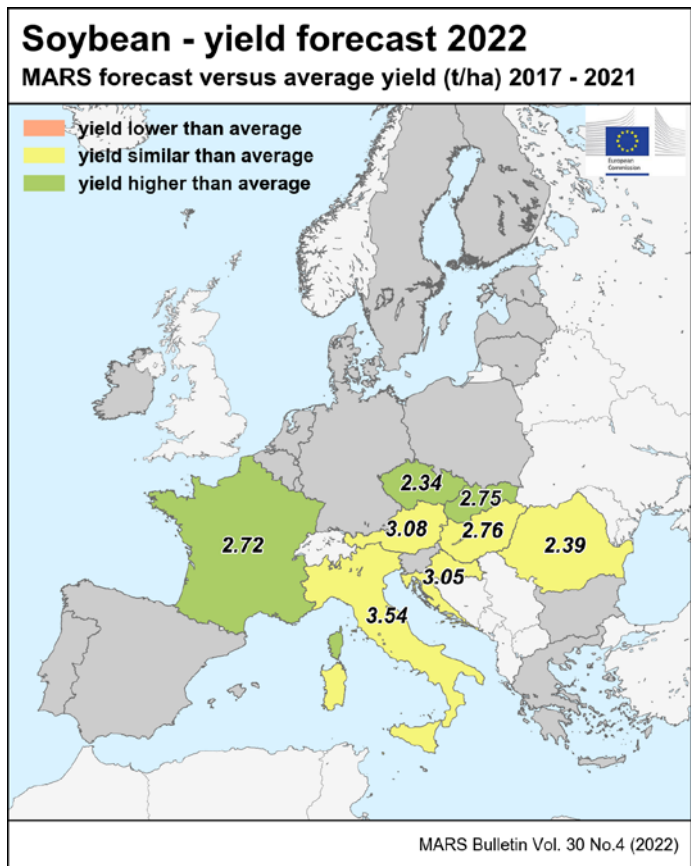 Soybean - yield forecast 2022
MARS forecast versus average yield (t/ha) 2017 - 2021
yield lower than average
yield similar than average
yield higher than average
European
Commission
2.34
2.75
2.72
3.08
2.76
2.39
3.05
3.54
MARS Bulletin Vol. 30 No.4 (2022)